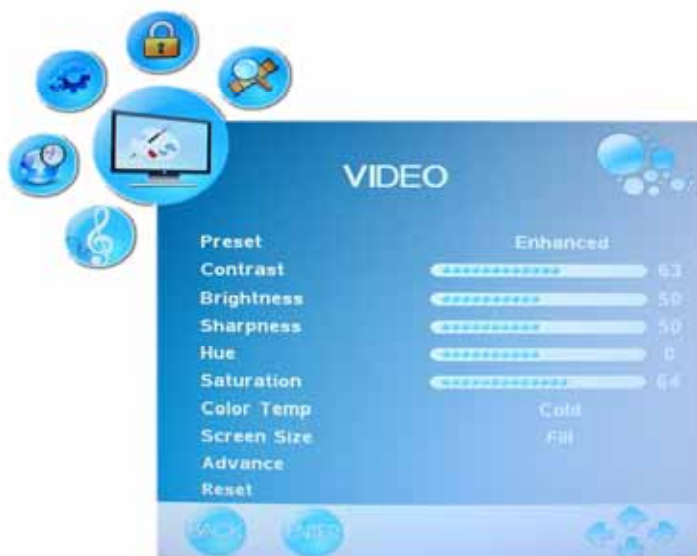 VIDEO
Preset Enhanced
Contrast 63
Brightness 50
Sharpness 50
Hue 0
Saturation 64
Color Temp Cold
Screen Size Fill
Advance
Reset
BACK ENTER